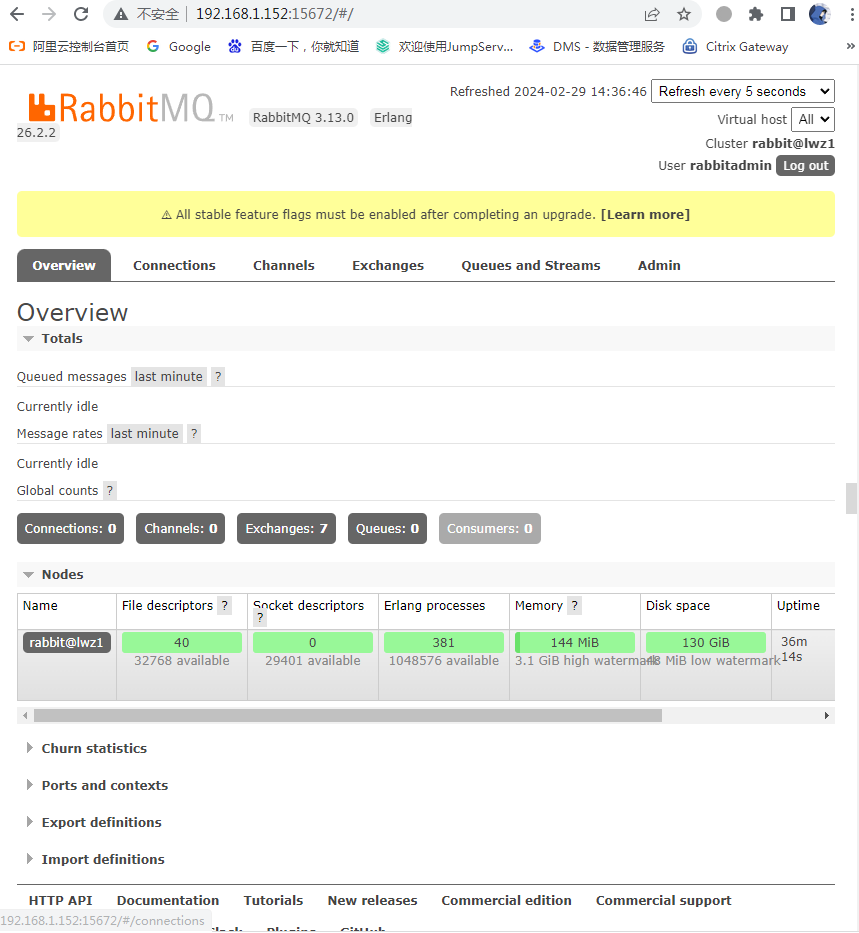 不安全 192.168.1.152:15672/#/
阿里云控制台首页 Google 百度一下，你就知道 欢迎使用JumpServ... DMS - 数据管理服务 Citrix Gateway »
Refreshed 2024-02-29 14:36:46 Refresh every 5 seconds
RabbitMQ TM RabbitMQ 3.13.0 Erlang
26.2.2
Virtual host All
Cluster rabbit@lwz1
User rabbitadmin Log out
⚠ All stable feature flags must be enabled after completing an upgrade. [Learn more]
Overview Connections Channels Exchanges Queues and Streams Admin
Overview
Totals
Queued messages last minute ?
Currently idle
Message rates last minute ?
Currently idle
Global counts ?
Connections: 0 Channels: 0 Exchanges: 7 Queues: 0 Consumers: 0
Nodes
Name File descriptors ? Socket descriptors ? Erlang processes Memory ? Disk space Uptime
rabbit@lwz1 40 0 381 144 MiB 130 GiB 36m 14s
32768 available 29401 available 1048576 available 3.1 GiB high watermark 48 MiB low watermark
Churn statistics
Ports and contexts
Export definitions
Import definitions
HTTP API Documentation Tutorials New releases Commercial edition Commercial support
192.168.1.152:15672/#/connections Plugins GitHub